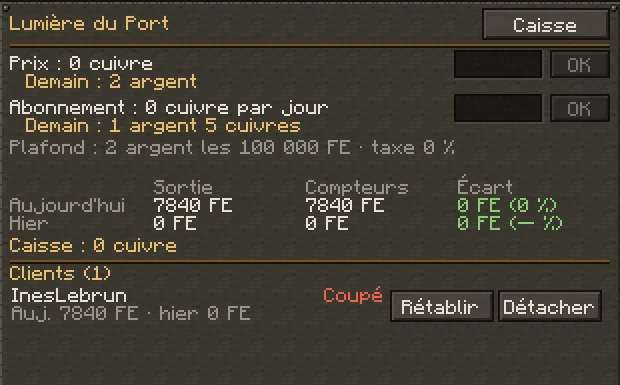 Lumière du Port
Caisse
Prix : 0 cuivre
OK
Demain : 2 argent
Abonnement : 0 cuivre par jour
OK
Demain : 1 argent 5 cuivres
Plafond : 2 argent les 100 000 FE · taxe 0 %
Sortie Compteurs Écart
Aujourd'hui 7840 FE 7840 FE 0 FE (0 %)
Hier 0 FE 0 FE 0 FE (— %)
Caisse : 0 cuivre
Clients (1)
InesLebrun
Coupé Rétablir Détacher
Auj. 7840 FE · hier 0 FE